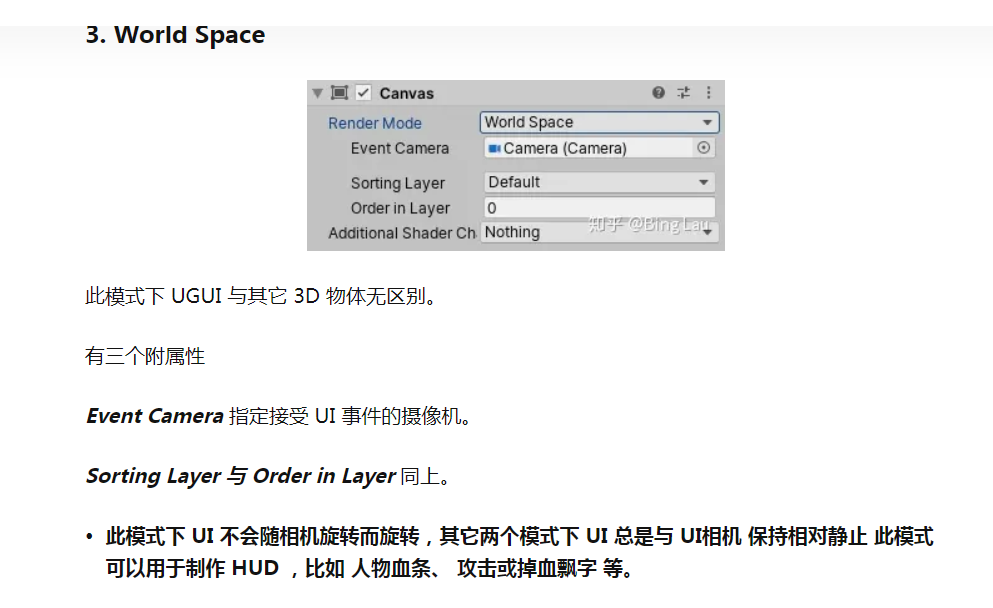 3. World Space
Canvas
Render Mode World Space
Event Camera Camera (Camera)
Sorting Layer Default
Order in Layer 0
知乎 @Bing Lau
Additional Shader Ch Nothing
此模式下 UGUI 与其它 3D 物体无区别。
有三个附属性
Event Camera 指定接受 UI 事件的摄像机。
Sorting Layer 与 Order in Layer 同上。
• 此模式下 UI 不会随相机旋转而旋转，其它两个模式下 UI 总是与 UI相机 保持相对静止 此模式
可以用于制作 HUD ，比如 人物血条、 攻击或掉血飘字 等。